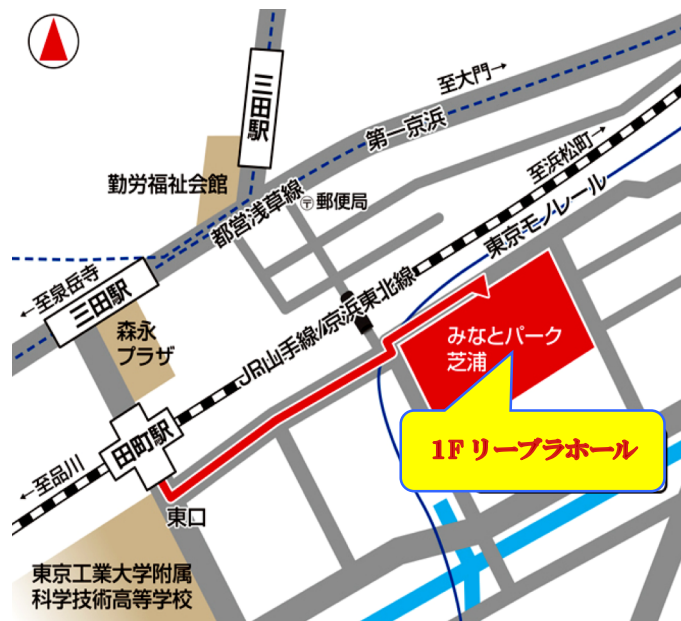 至大門→
三田駅
第一京浜
至浜松町→
勤労福祉会館
〒郵便局
都営浅草線
東京モノレール
←至泉岳寺
三田駅
JR山手線/京浜東北線
森永
プラザ
みなとパーク
芝浦
田町駅
1Fリーブラホール
←至品川
東口
東京工業大学附属
科学技術高等学校